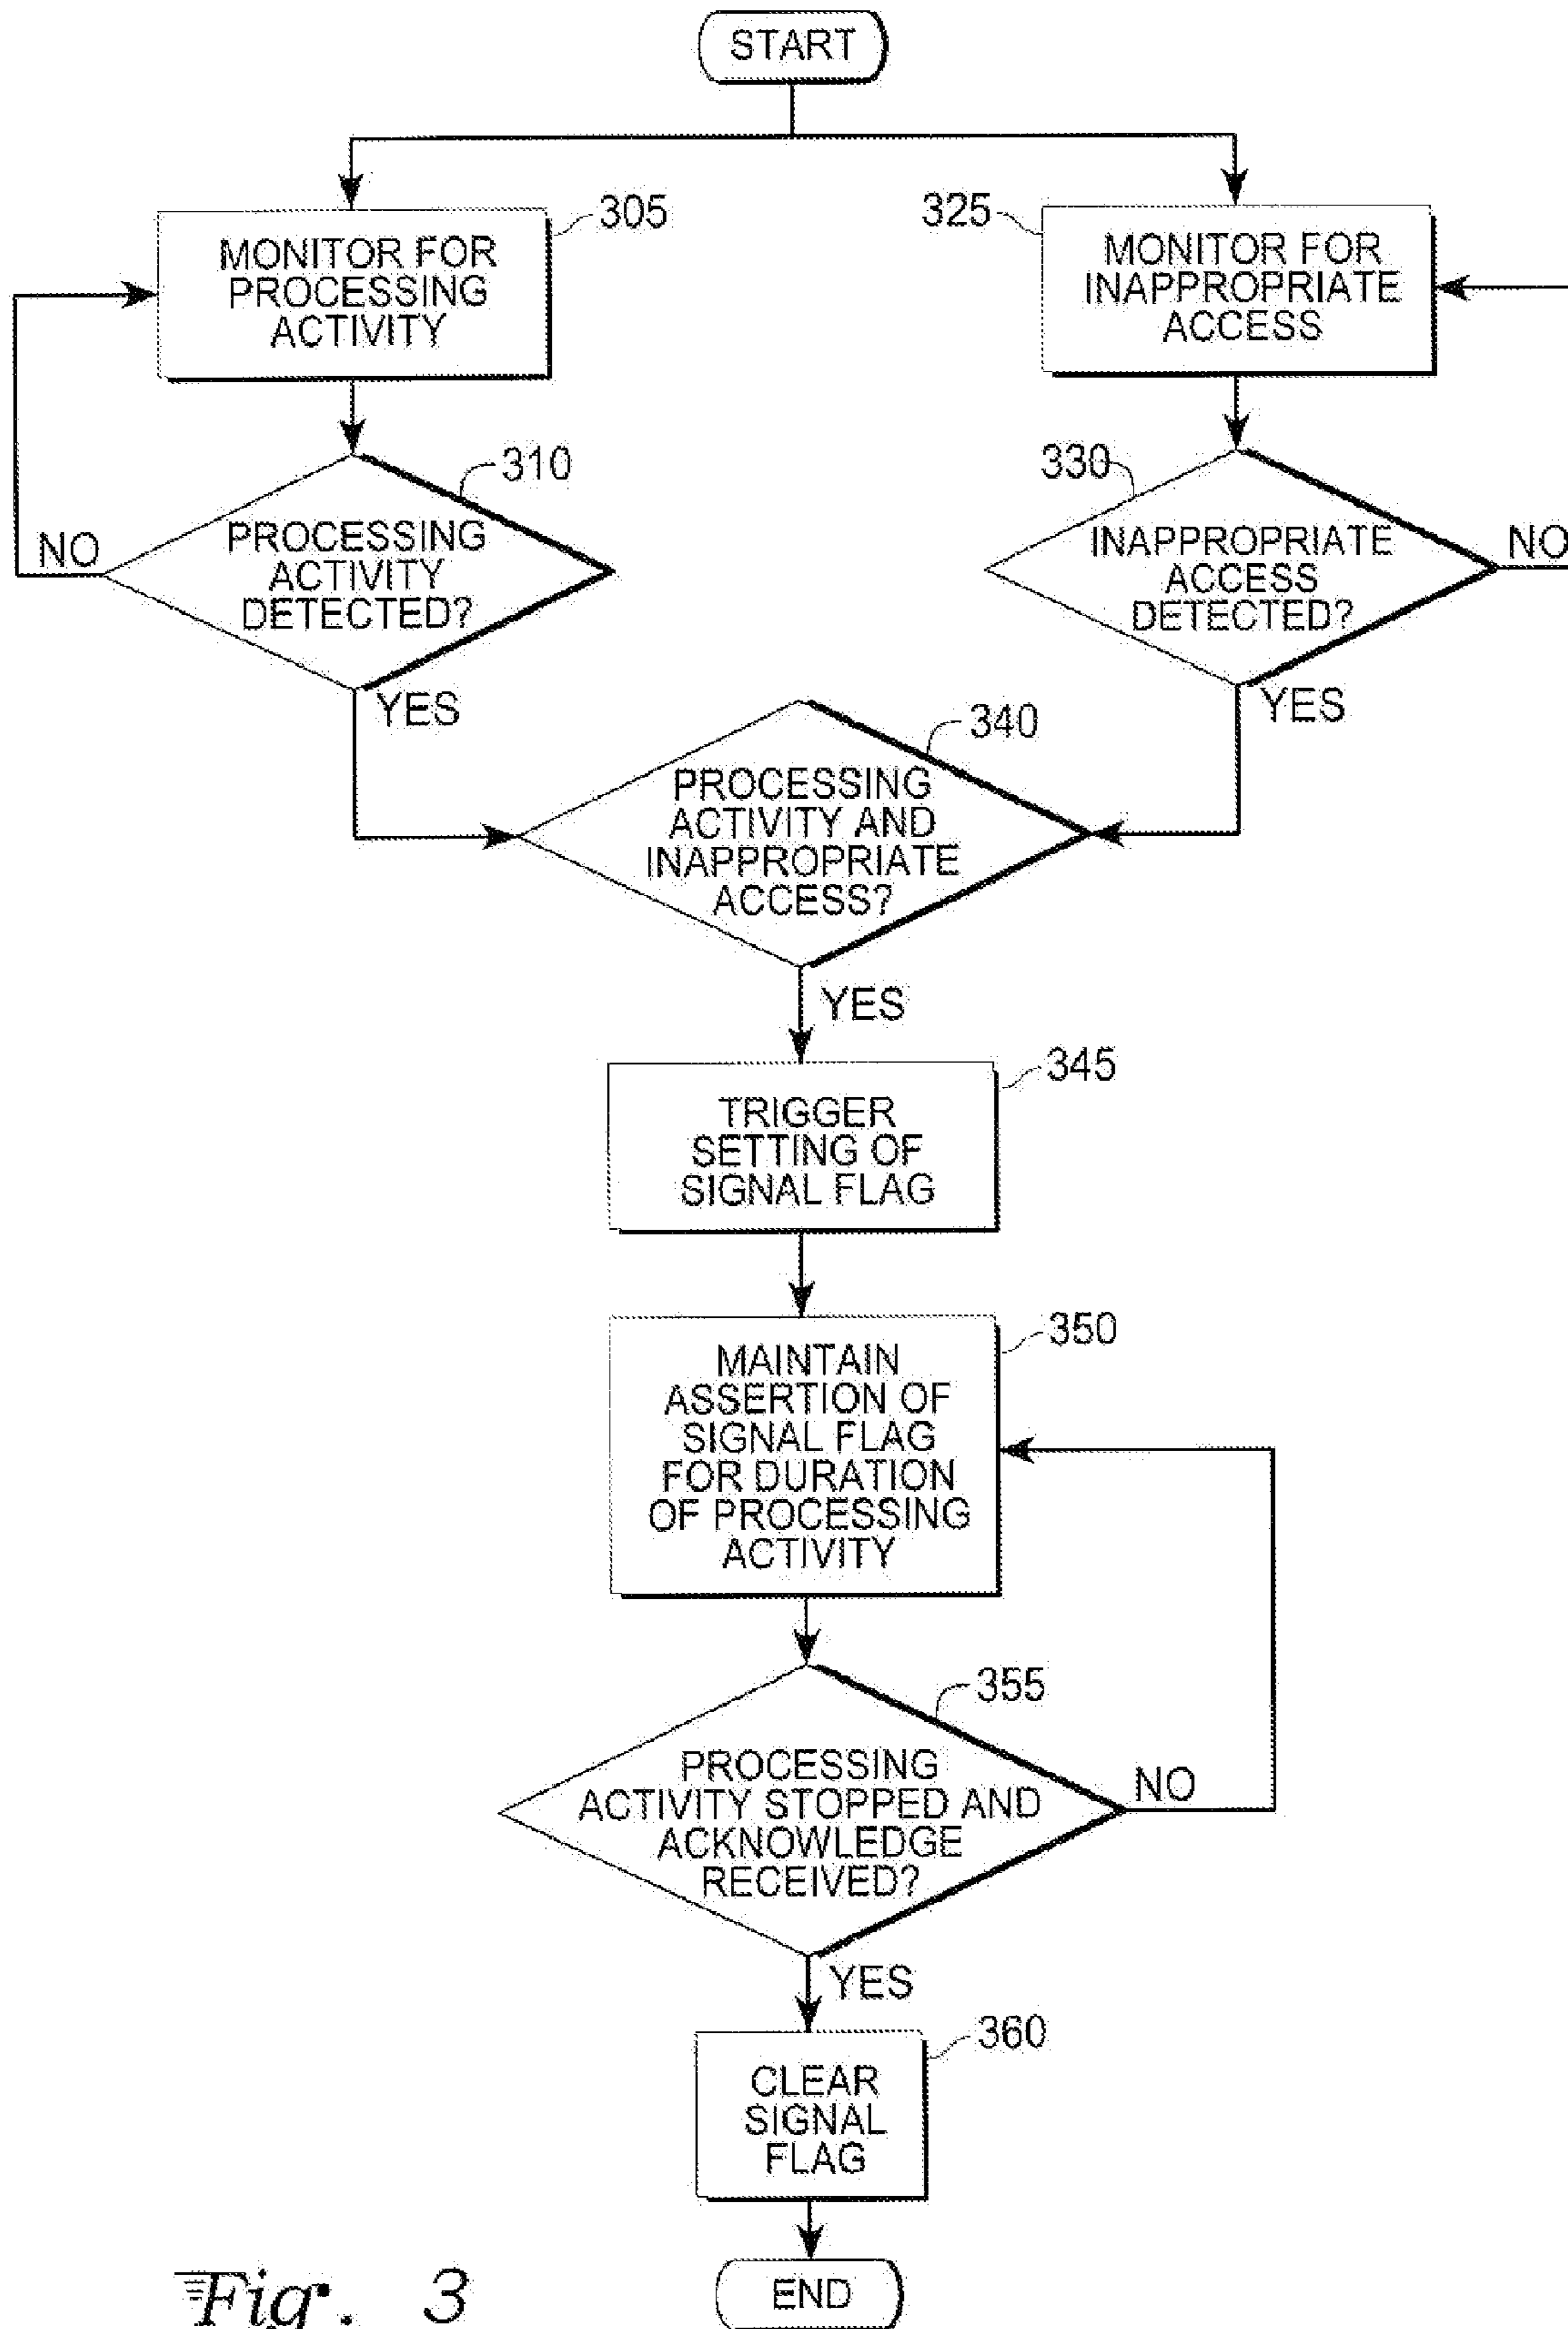 START
305
MONITOR FOR
PROCESSING
ACTIVITY
325
MONITOR FOR
INAPPROPRIATE
ACCESS
310
PROCESSING
ACTIVITY
DETECTED?
NO
YES
330
INAPPROPRIATE
ACCESS
DETECTED?
NO
YES
340
PROCESSING
ACTIVITY AND
INAPPROPRIATE
ACCESS?
YES
345
TRIGGER
SETTING OF
SIGNAL FLAG
350
MAINTAIN
ASSERTION OF
SIGNAL FLAG
FOR DURATION
OF PROCESSING
ACTIVITY
355
PROCESSING
ACTIVITY STOPPED AND
ACKNOWLEDGE
RECEIVED?
NO
YES
360
CLEAR
SIGNAL
FLAG
END
Fig. 3